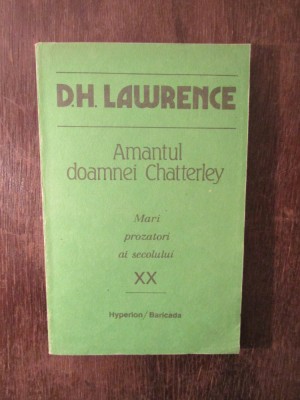 D.H. LAWRENCE
Amantul
doamnei Chatterley
Mari
prozatori
ai secolului
XX
Hyperion/Baricada